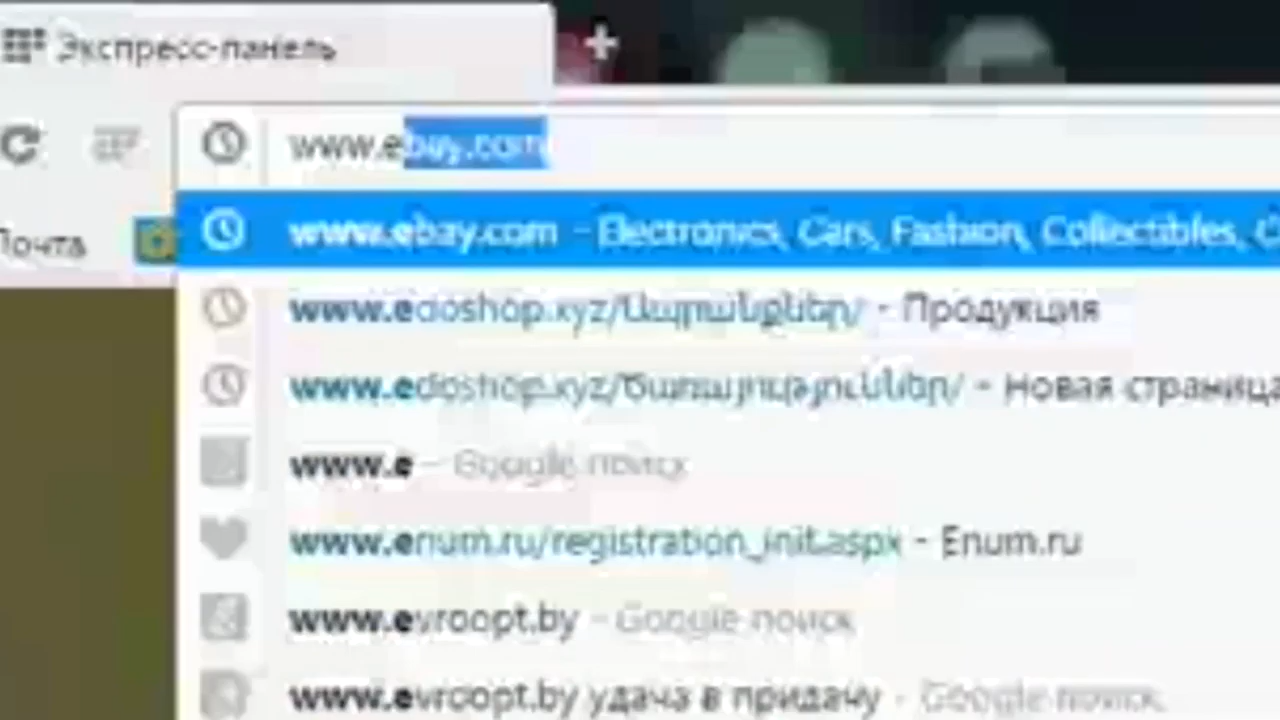 Экспресс-панель
www.ebay.com
Почта
www.ebay.com - Electronics, Cars, Fashion, Collectibles, C
www.edoshop.xyz/Ապրանքներ/ - Продукция
www.edoshop.xyz/Ծառայություններ/ - Новая страница
www.e - Google поиск
www.enum.ru/registration_init.aspx - Enum.ru
www.evroopt.by - Google поиск
www.evroopt.by удача в придачу - Google поиск